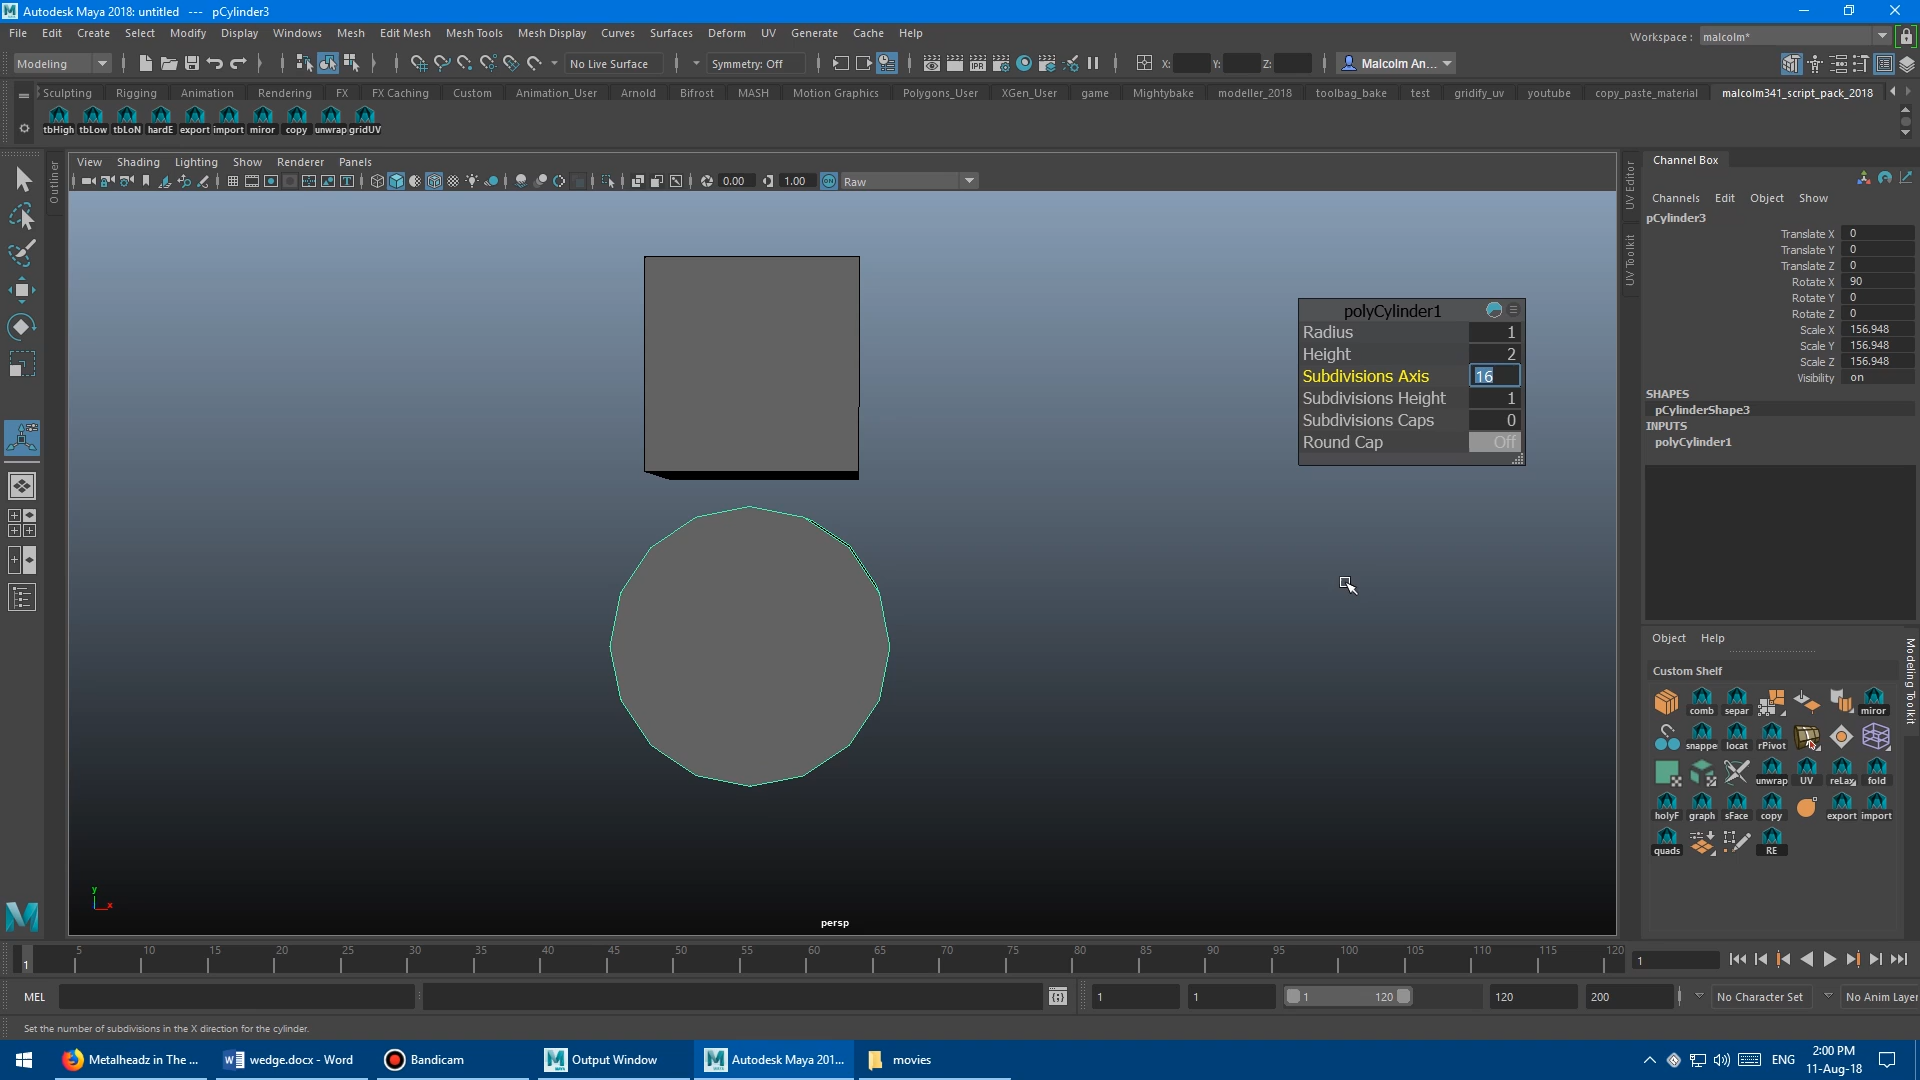 Autodesk Maya 2018: untitled --- pCylinder3
File Edit Create Select Modify Display Windows Mesh Edit Mesh Mesh Tools Mesh Display Curves Surfaces Deform UV Generate Cache Help
Workspace : malcolm*
Modeling No Live Surface Symmetry: Off X: Y: Z: Malcolm An...
Sculpting Rigging Animation Rendering FX FX Caching Custom Animation_User Arnold Bifrost MASH Motion Graphics Polygons_User XGen_User game Mightybake modeller_2018 toolbag_bake test gridify_uv youtube copy_paste_material malcolm341_script_pack_2018
tbHigh tbLow tbLoN hardE export import miror copy unwrap gridUV
Outliner
View Shading Lighting Show Renderer Panels
0.00 1.00 ON Raw
polyCylinder1
Radius 1
Height 2
Subdivisions Axis 16
Subdivisions Height 1
Subdivisions Caps 0
Round Cap Off
y
x
persp
UV Editor
UV Toolkit
Channel Box
Channels Edit Object Show
pCylinder3
Translate X 0
Translate Y 0
Translate Z 0
Rotate X 90
Rotate Y 0
Rotate Z 0
Scale X 156.948
Scale Y 156.948
Scale Z 156.948
Visibility on
SHAPES
pCylinderShape3
INPUTS
polyCylinder1
Object Help
Custom Shelf
comb separ miror
snappe locat rPivot
unwrap UV reLax fold
holyF graph sFace copy export import
quads RE
Modeling Toolkit
1 5 10 15 20 25 30 35 40 45 50 55 60 65 70 75 80 85 90 95 100 105 110 115 120 1
MEL 1 1 1 120 120 200 No Character Set No Anim Layer
Set the number of subdivisions in the X direction for the cylinder.
Metalheadz in The ... wedge.docx - Word Bandicam Output Window Autodesk Maya 201... movies ENG 2:00 PM
11-Aug-18